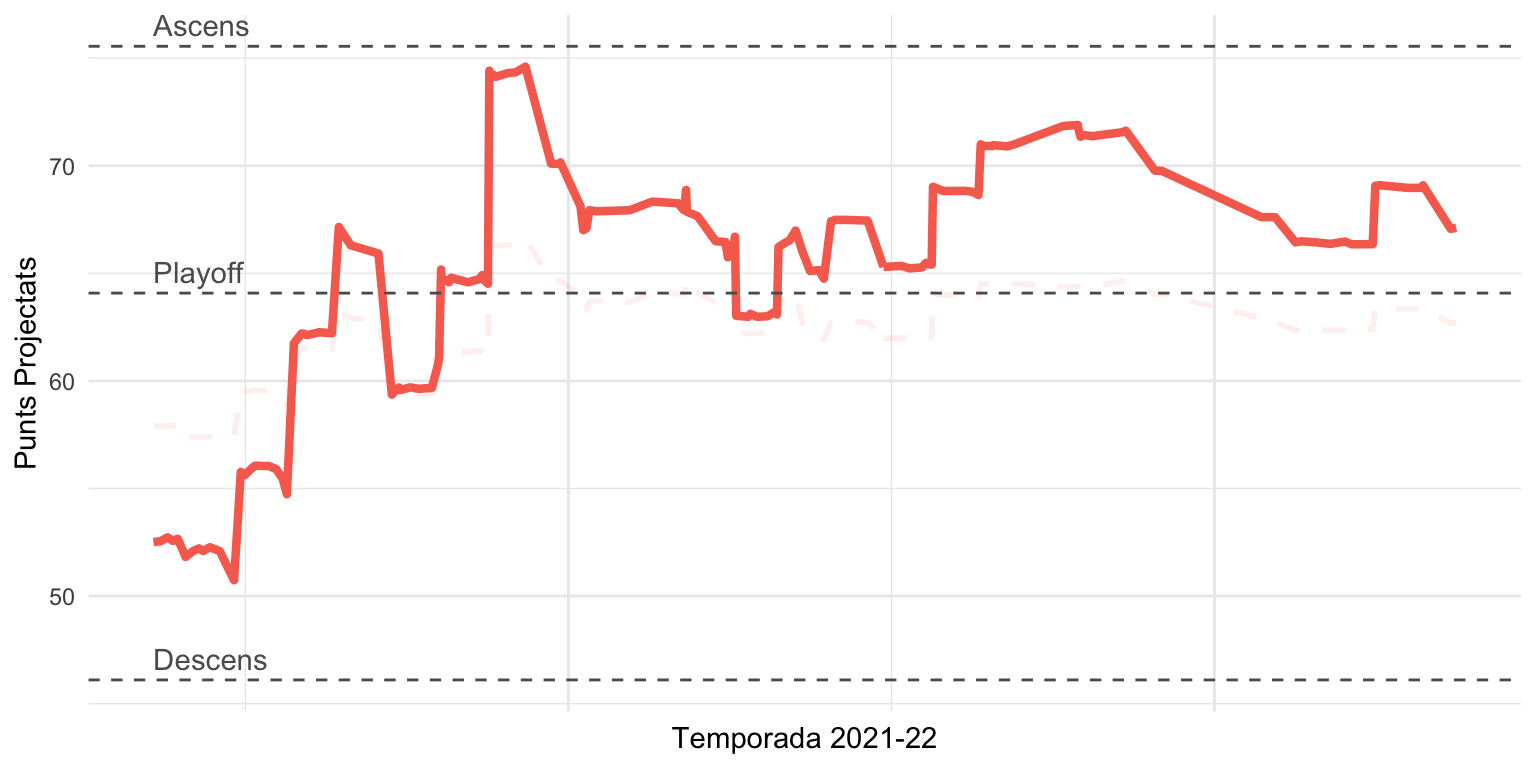 Ascens
70
Playoff
60
50
Descens
Punts Projectats
Temporada 2021-22